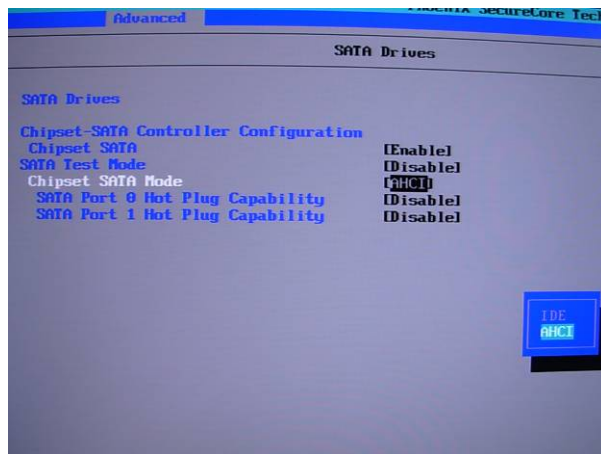 Phoenix SecureCore Tec
Advanced
SATA Drives
SATA Drives
Chipset-SATA Controller Configuration
Chipset SATA [Enable]
SATA Test Mode [Disable]
Chipset SATA Mode [AHCI]
SATA Port 0 Hot Plug Capability [Disable]
SATA Port 1 Hot Plug Capability [Disable]
IDE
AHCI